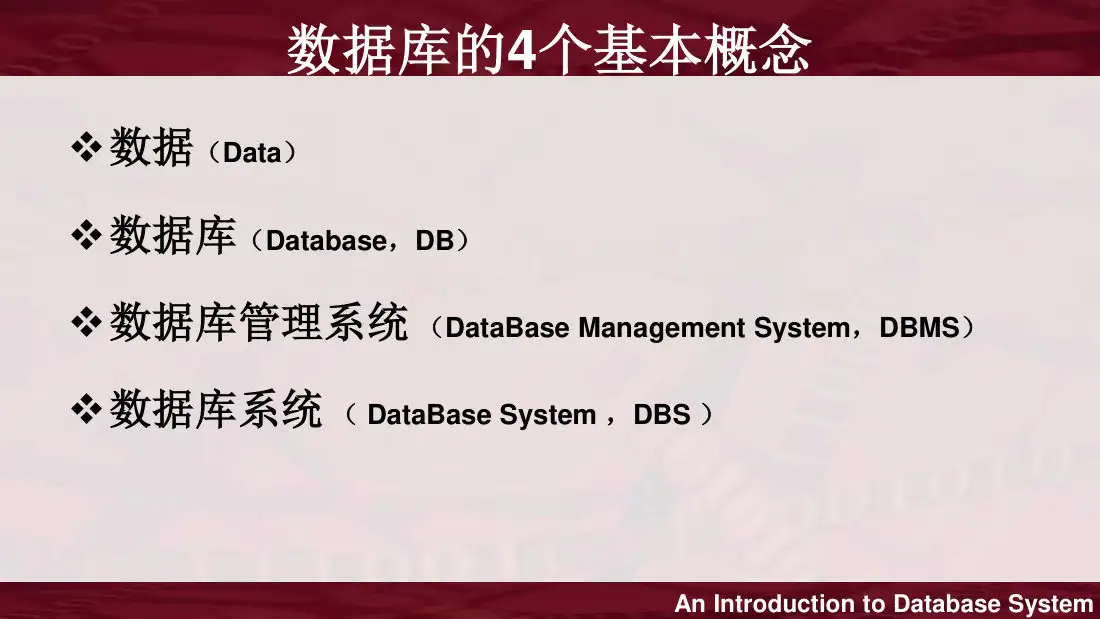 数据库的4个基本概念
❖数据（Data）
❖数据库（Database，DB）
❖数据库管理系统（DataBase Management System，DBMS）
❖数据库系统（ DataBase System ，DBS ）
An Introduction to Database System